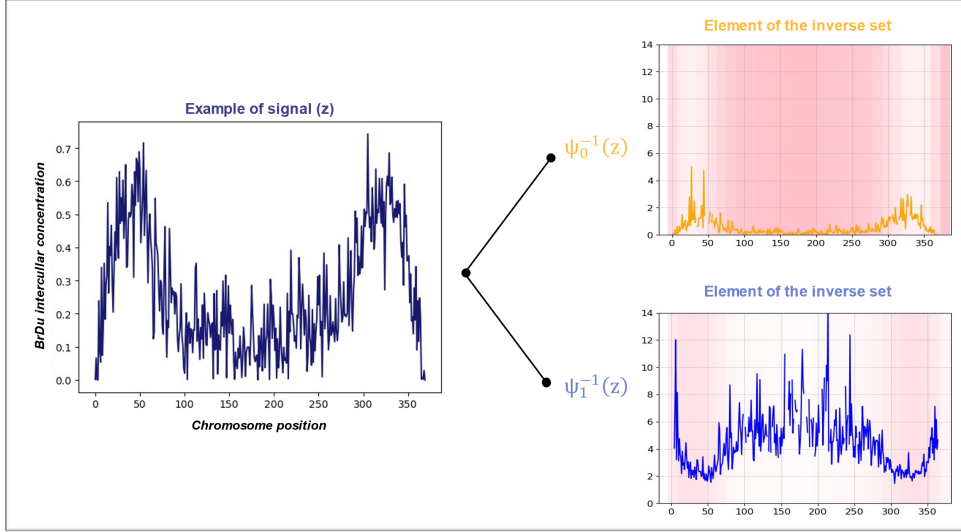 Example of signal (z)
BrDu intercullar concentration
0.7
0.6
0.5
0.4
0.3
0.2
0.1
0.0
0 50 100 150 200 250 300 350
Chromosome position
ψ₀⁻¹(z)
ψ₁⁻¹(z)
Element of the inverse set
14
12
10
8
6
4
2
0
0 50 100 150 200 250 300 350
Element of the inverse set
14
12
10
8
6
4
2
0
0 50 100 150 200 250 300 350